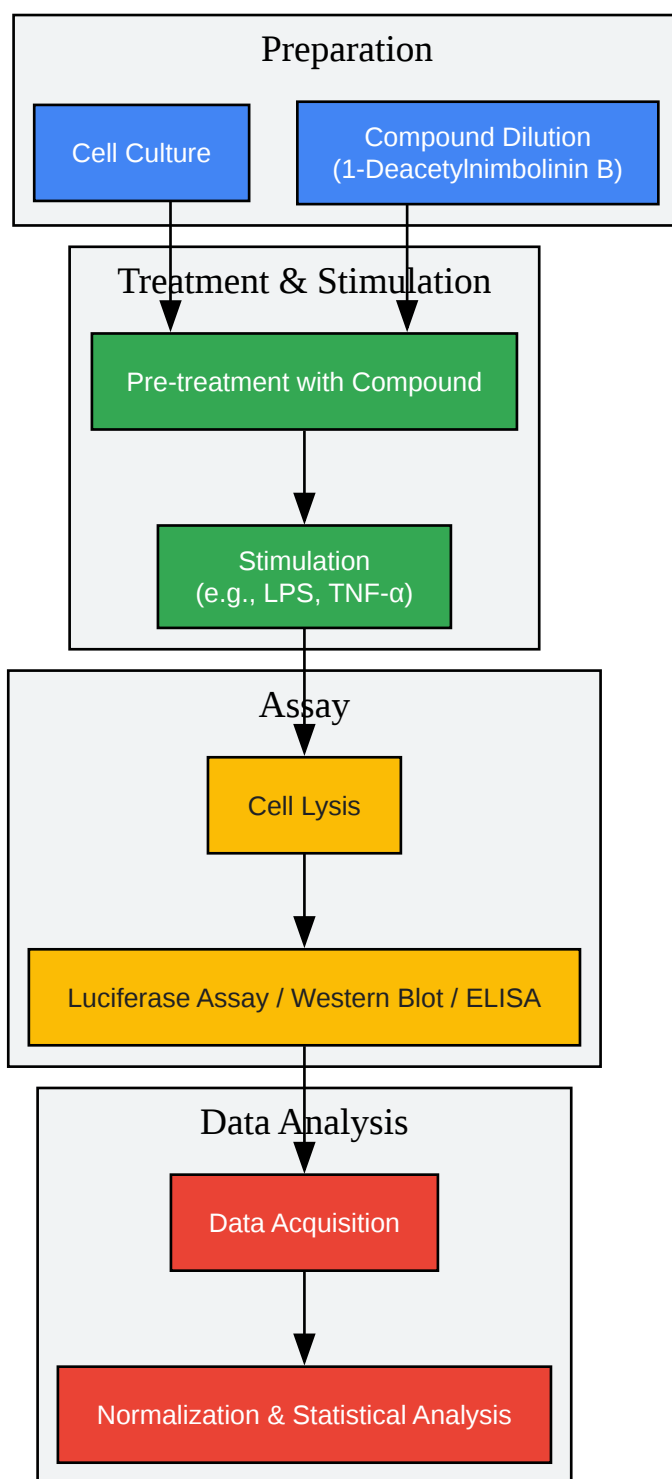 Preparation
Cell Culture
Compound Dilution
(1-Deacetylnimbolinin B)
Treatment & Stimulation
Pre-treatment with Compound
Stimulation
(e.g., LPS, TNF-α)
Assay
Cell Lysis
Luciferase Assay / Western Blot / ELISA
Data Analysis
Data Acquisition
Normalization & Statistical Analysis